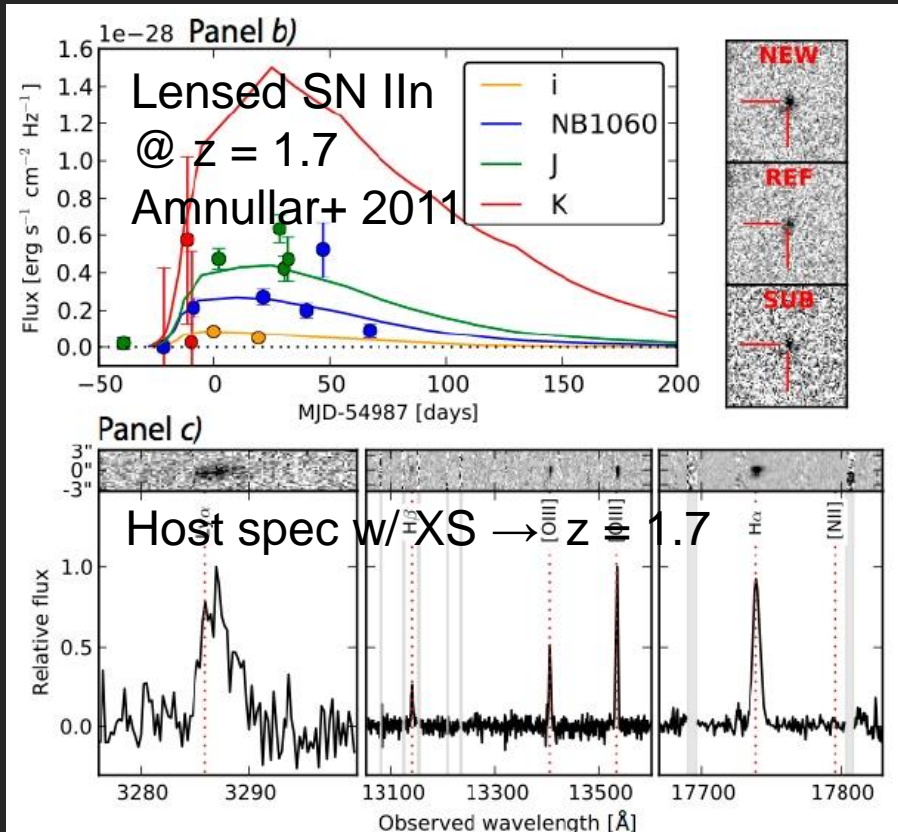 1e−28 Panel b)
Lensed SN IIn
@ z = 1.7
Amnullar+ 2011
i
NB1060
J
K
Flux [erg s⁻¹ cm⁻² Hz⁻¹]
1.6
1.4
1.2
1.0
0.8
0.6
0.4
0.2
0.0
−50 0 50 100 150 200
MJD-54987 [days]
NEW
REF
SUB
Panel c)
3"
0"
-3"
Host spec w/ XS → z = 1.7
Lyα
Hβ
[OIII]
[OIII]
Hα
[NII]
Relative flux
1.0
0.5
0.0
3280 3290 13100 13300 13500 17700 17800
Observed wavelength [Å]